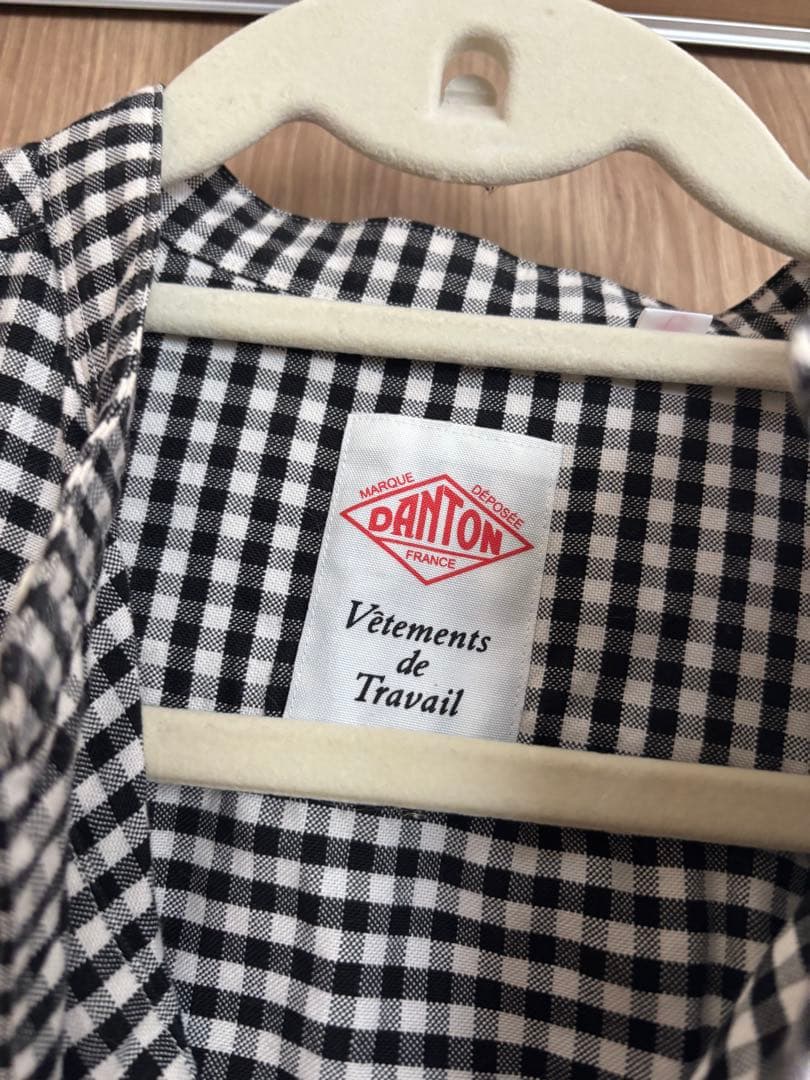 MARQUE DÉPOSÉE
DANTON
FRANCE
Vêtements
de
Travail